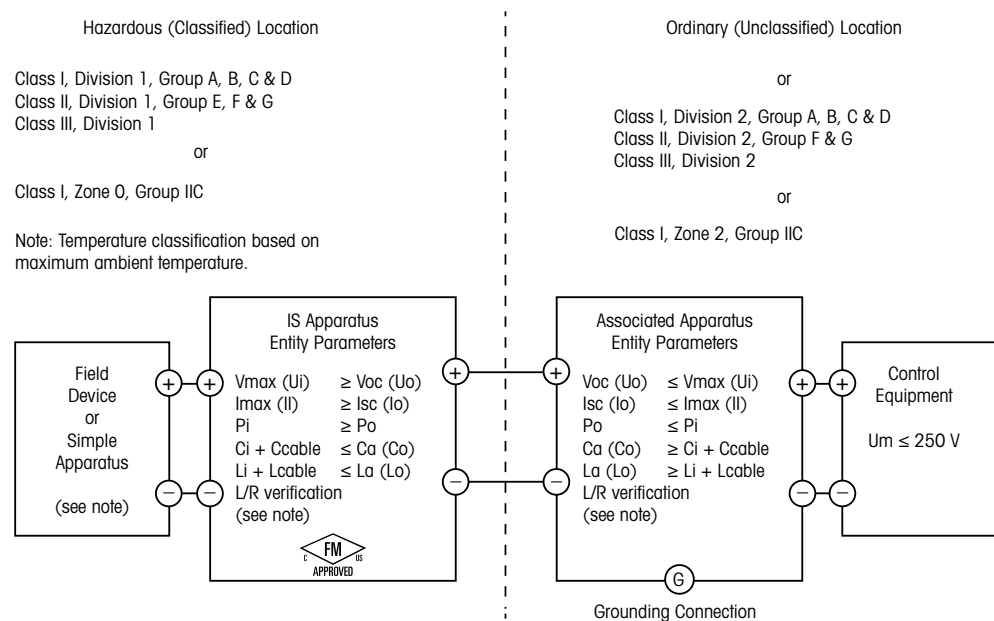 Hazardous (Classified) Location
Class I, Division 1, Group A, B, C & D
Class II, Division 1, Group E, F & G
Class III, Division 1
or
Class I, Zone 0, Group IIC
Note: Temperature classification based on
maximum ambient temperature.
Ordinary (Unclassified) Location
or
Class I, Division 2, Group A, B, C & D
Class II, Division 2, Group F & G
Class III, Division 2
or
Class I, Zone 2, Group IIC
Field
Device
or
Simple
Apparatus
(see note)
+ +
− −
IS Apparatus
Entity Parameters
Vmax (Ui) ≥ Voc (Uo)
Imax (II) ≥ Isc (Io)
Pi ≥ Po
Ci + Ccable ≤ Ca (Co)
Li + Lcable ≤ La (Lo)
L/R verification
(see note)
C FM US
APPROVED
+ +
− −
Associated Apparatus
Entity Parameters
Voc (Uo) ≤ Vmax (Ui)
Isc (Io) ≤ Imax (II)
Po ≤ Pi
Ca (Co) ≥ Ci + Ccable
La (Lo) ≥ Li + Lcable
L/R verification
(see note)
G
Grounding Connection
+ +
− −
Control
Equipment
Um ≤ 250 V